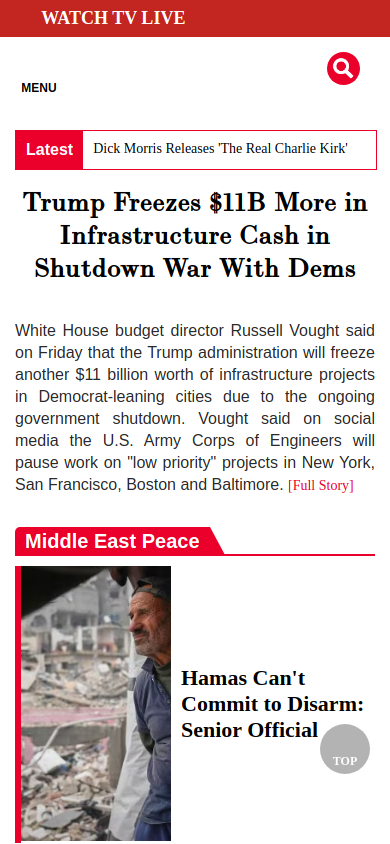 WATCH TV LIVE
MENU
Latest
Dick Morris Releases 'The Real Charlie Kirk'
Trump Freezes $11B More in
Infrastructure Cash in
Shutdown War With Dems
White House budget director Russell Vought said
on Friday that the Trump administration will freeze
another $11 billion worth of infrastructure projects
in Democrat-leaning cities due to the ongoing
government shutdown. Vought said on social
media the U.S. Army Corps of Engineers will
pause work on "low priority" projects in New York,
San Francisco, Boston and Baltimore. [Full Story]
Middle East Peace
Hamas Can't
Commit to Disarm:
Senior Official
TOP